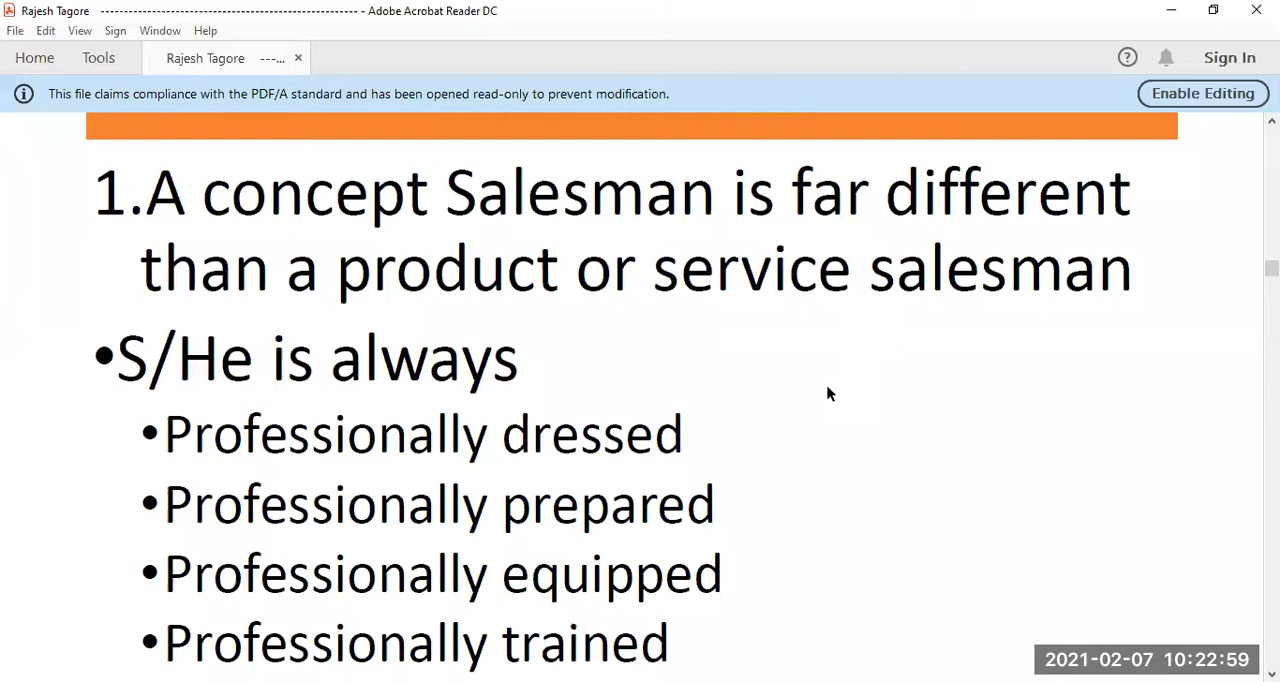 Rajesh Tagore ------------------------------------------------- - Adobe Acrobat Reader DC
File Edit View Sign Window Help
Home Tools Rajesh Tagore ---... × Sign In
This file claims compliance with the PDF/A standard and has been opened read-only to prevent modification. Enable Editing
1.A concept Salesman is far different
than a product or service salesman
•S/He is always
•Professionally dressed
•Professionally prepared
•Professionally equipped
•Professionally trained
2021-02-07 10:22:59